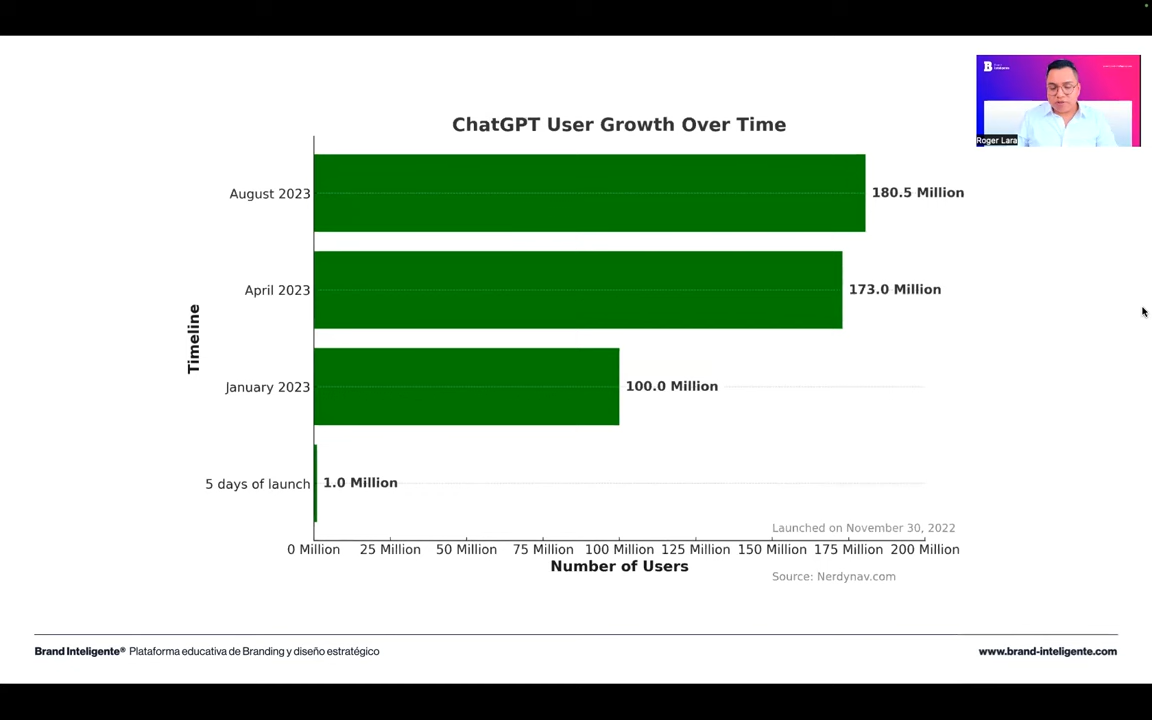 ChatGPT User Growth Over Time
August 2023
180.5 Million
April 2023
173.0 Million
Timeline
January 2023
100.0 Million
5 days of launch
1.0 Million
Launched on November 30, 2022
0 Million 25 Million 50 Million 75 Million 100 Million 125 Million 150 Million 175 Million 200 Million
Number of Users
Source: Nerdynav.com
Roger Lara
Brand Inteligente® Plataforma educativa de Branding y diseño estratégico
www.brand-inteligente.com